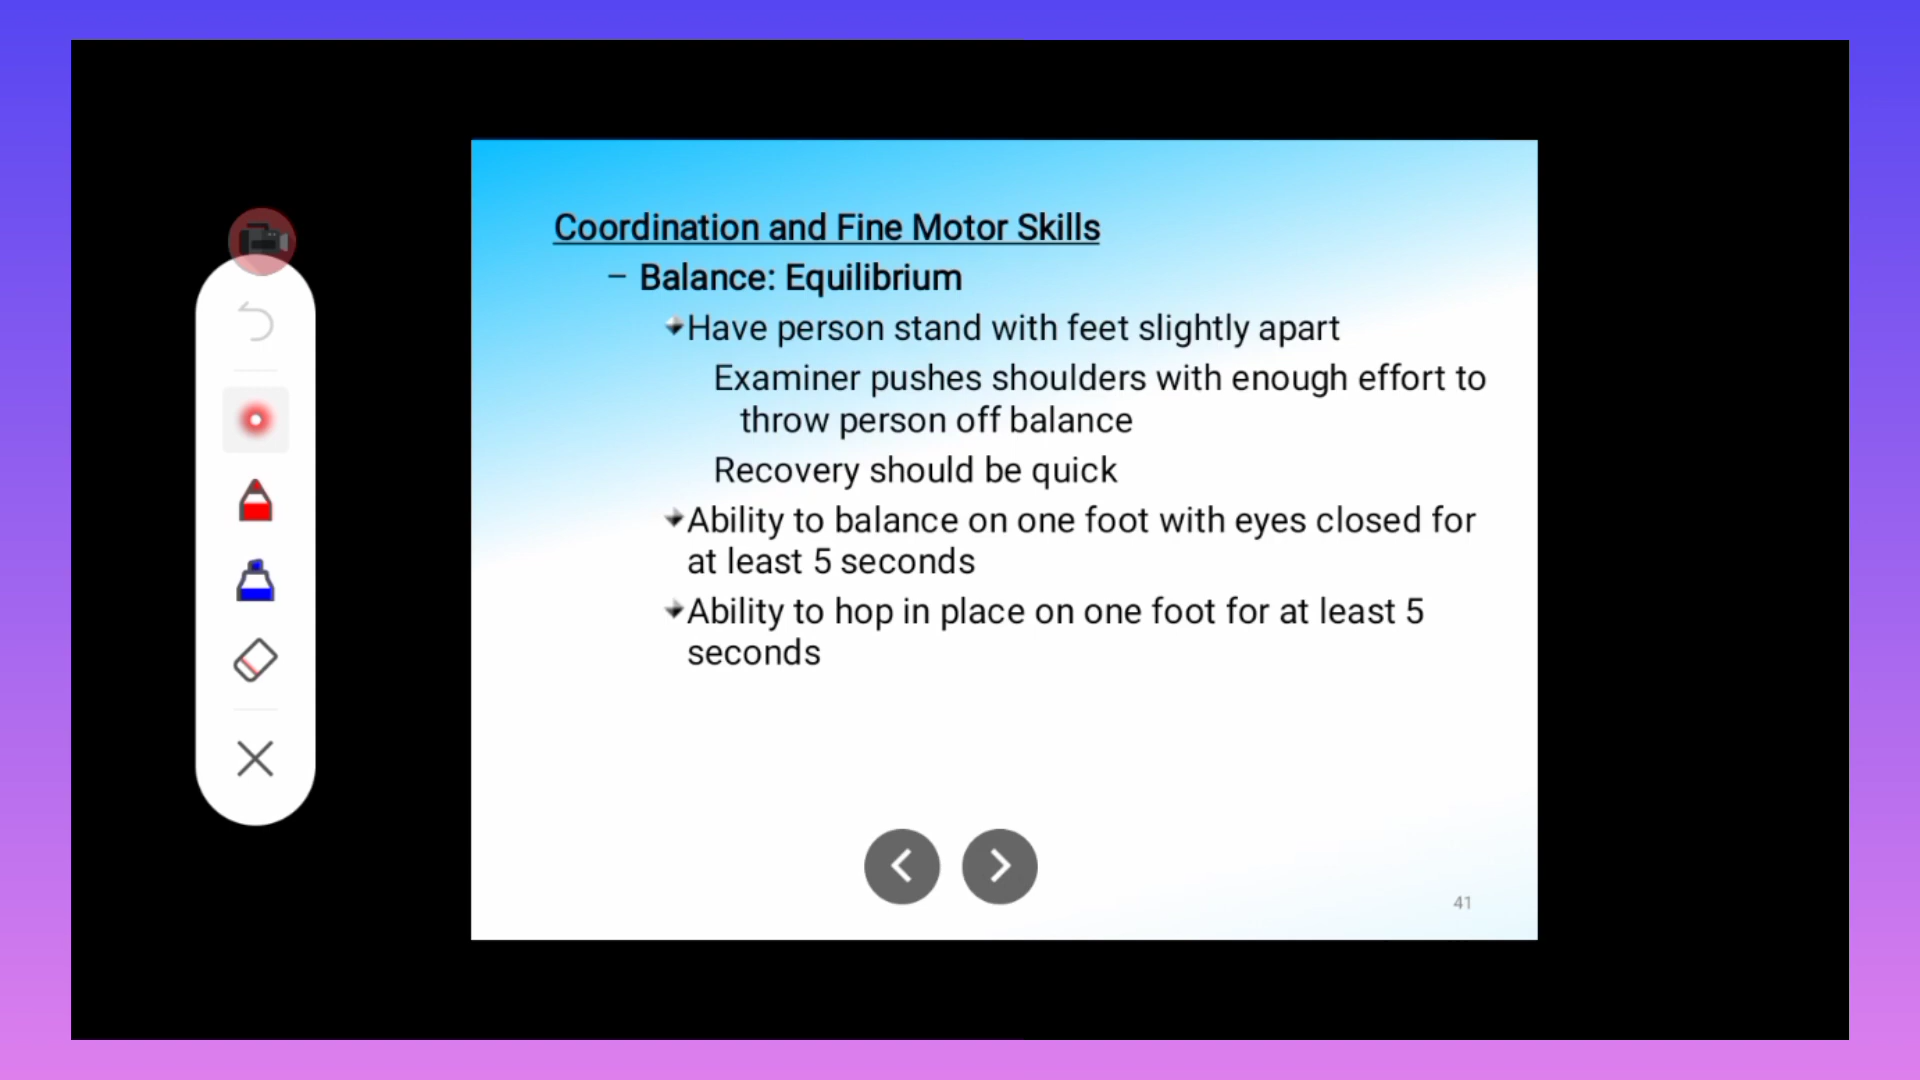 Coordination and Fine Motor Skills
– Balance: Equilibrium
Have person stand with feet slightly apart
Examiner pushes shoulders with enough effort to
throw person off balance
Recovery should be quick
Ability to balance on one foot with eyes closed for
at least 5 seconds
Ability to hop in place on one foot for at least 5
seconds
41